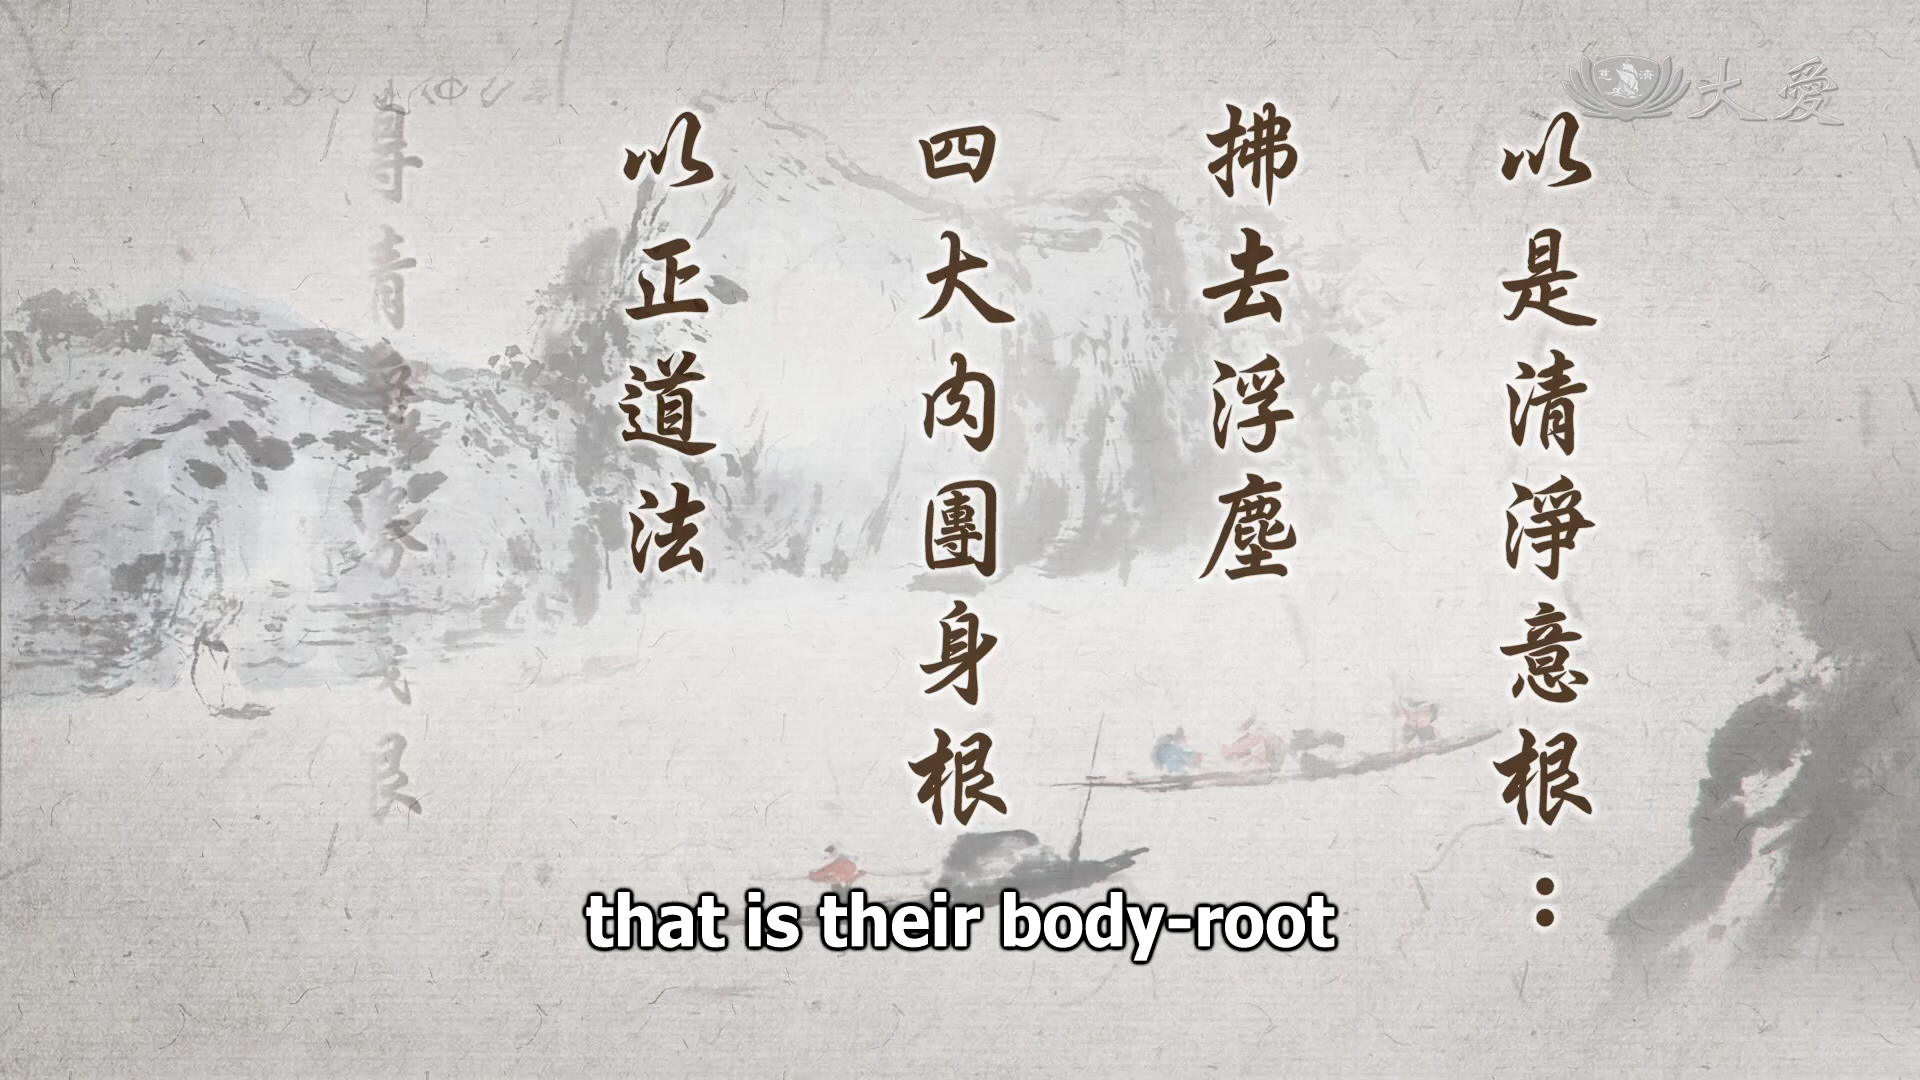 大愛
以是清淨意根：
拂去浮塵
四大內團身根
以正道法
that is their body-root